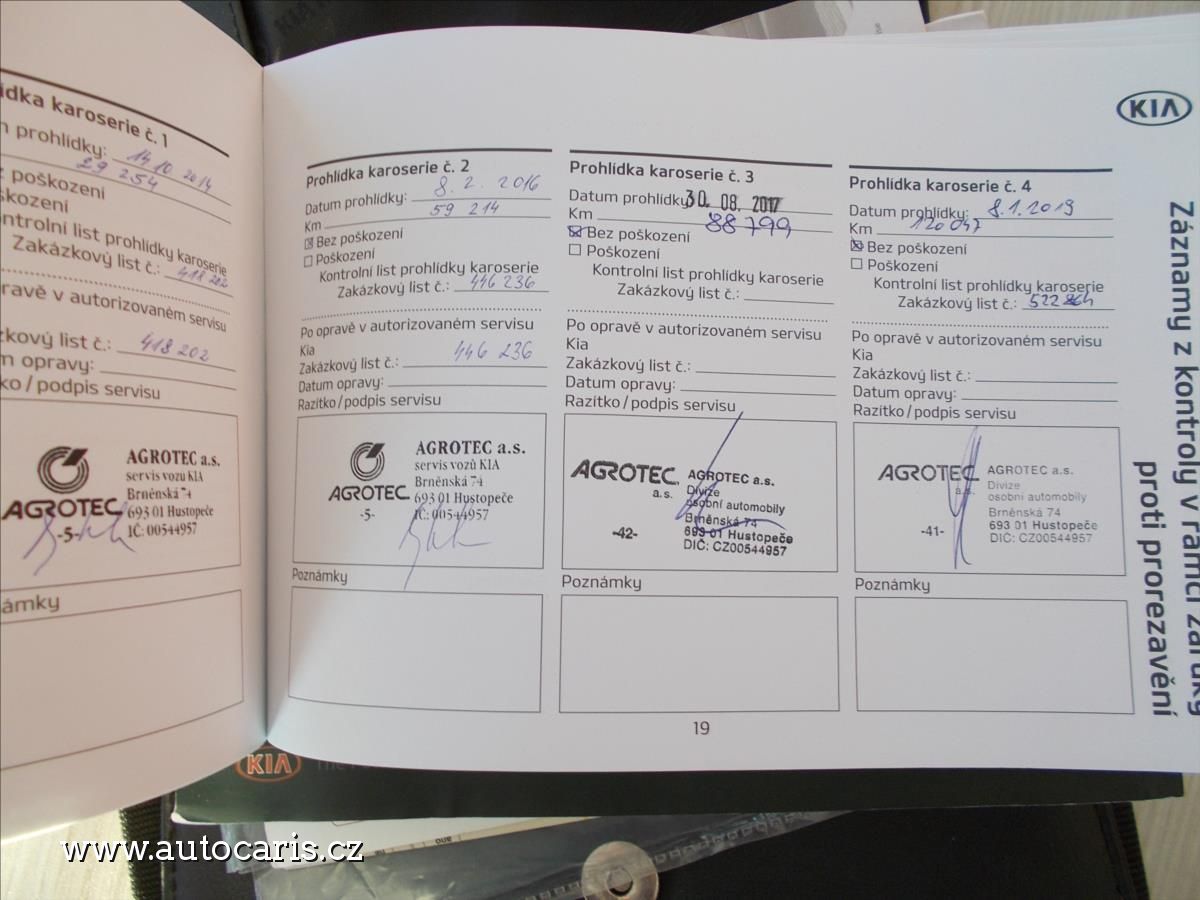 KIA
Záznamy z kontroly v rámci záruky
proti prorezavění
ídka karoserie č. 1
m prohlídky: 14.10.2014
29 254
z poškození
škození
ntrolní list prohlídky karoserie
Zakázkový list č.: 418 202
pravě v autorizovaném servisu
zkový list č.: 418 202
m opravy:
ko / podpis servisu
AGROTEC
-5-
AGROTEC a.s.
servis vozů KIA
Brněnská 74
693 01 Hustopeče
IČ: 00544957
ámky
Prohlídka karoserie č. 2
Datum prohlídky: 8. 2. 2016
Km 59 214
Bez poškození
Poškození
Kontrolní list prohlídky karoserie
Zakázkový list č.: 446 236
Po opravě v autorizovaném servisu
Kia
Zakázkový list č.: 446 236
Datum opravy:
Razítko / podpis servisu
AGROTEC
-5-
AGROTEC a.s.
servis vozů KIA
Brněnská 74
693 01 Hustopeče
IČ: 00544957
Poznámky
Prohlídka karoserie č. 3
Datum prohlídky: 30. 08. 2017
Km 88 799
Bez poškození
Poškození
Kontrolní list prohlídky karoserie
Zakázkový list č.:
Po opravě v autorizovaném servisu
Kia
Zakázkový list č.:
Datum opravy:
Razítko / podpis servisu
AGROTEC
a.s.
-42-
AGROTEC a.s.
Divize
osobní automobily
Brněnská 74
693 01 Hustopeče
DIČ: CZ00544957
Poznámky
Prohlídka karoserie č. 4
Datum prohlídky: 8.1.2019
Km 120 047
Bez poškození
Poškození
Kontrolní list prohlídky karoserie
Zakázkový list č.:
Po opravě v autorizovaném servisu
Kia
Zakázkový list č.:
Datum opravy:
Razítko / podpis servisu
AGROTEC
a.s.
-41-
AGROTEC a.s.
Divize
osobní automobily
Brněnská 74
693 01 Hustopeče
DIČ: CZ00544957
Poznámky
19
KIA
www.autocaris.cz